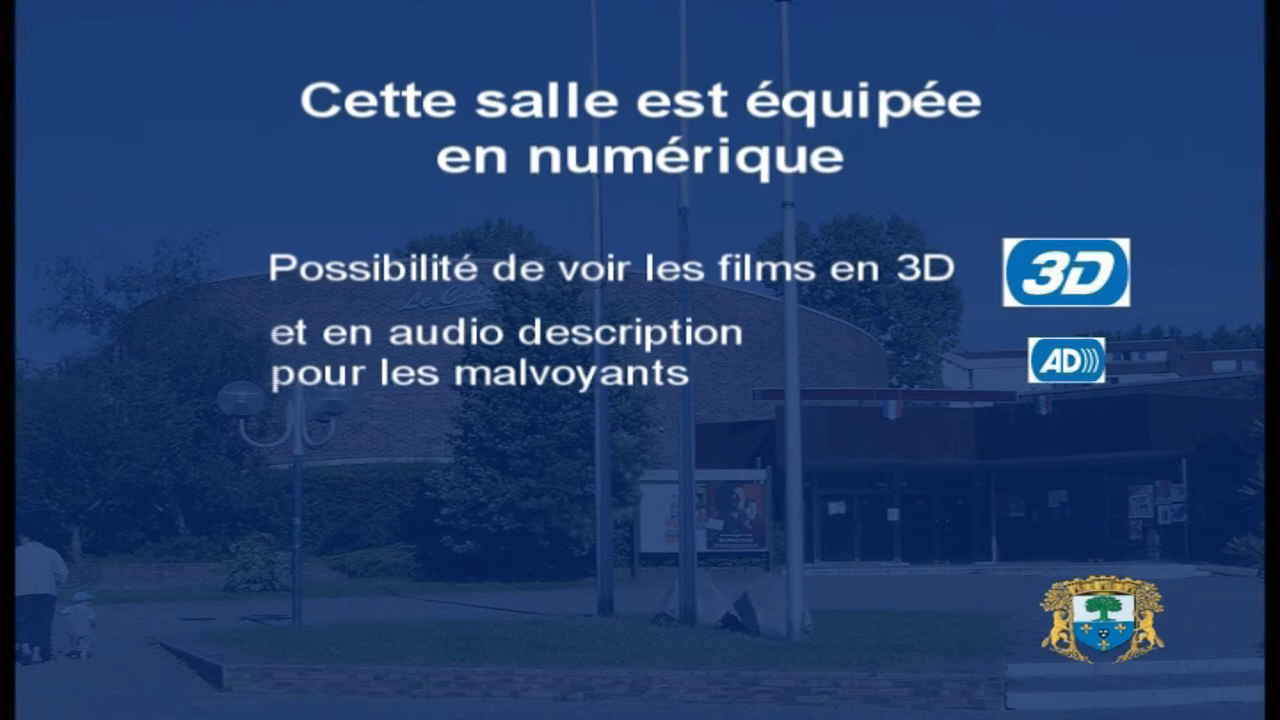 Cette salle est équipée
en numérique
Possibilité de voir les films en 3D
3D
et en audio description
pour les malvoyants
AD